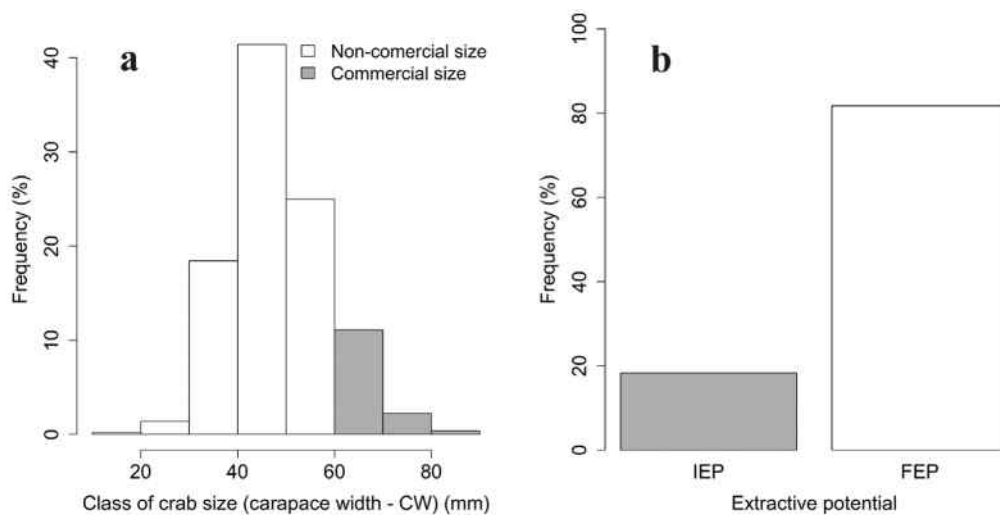 a
Non-comercial size
Commercial size
Frequency (%)
0
10
20
30
40
20
40
60
80
Class of crab size (carapace width - CW) (mm)
b
Frequency (%)
0
20
40
60
80
100
IEP
FEP
Extractive potential